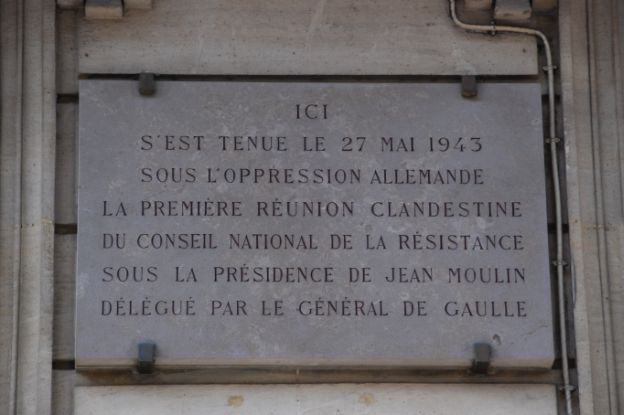 ICI
S'EST TENUE LE 27 MAI 1943
SOUS L'OPPRESSION ALLEMANDE
LA PREMIÈRE RÉUNION CLANDESTINE
DU CONSEIL NATIONAL DE LA RÉSISTANCE
SOUS LA PRÉSIDENCE DE JEAN MOULIN
DÉLÉGUÉ PAR LE GÉNÉRAL DE GAULLE